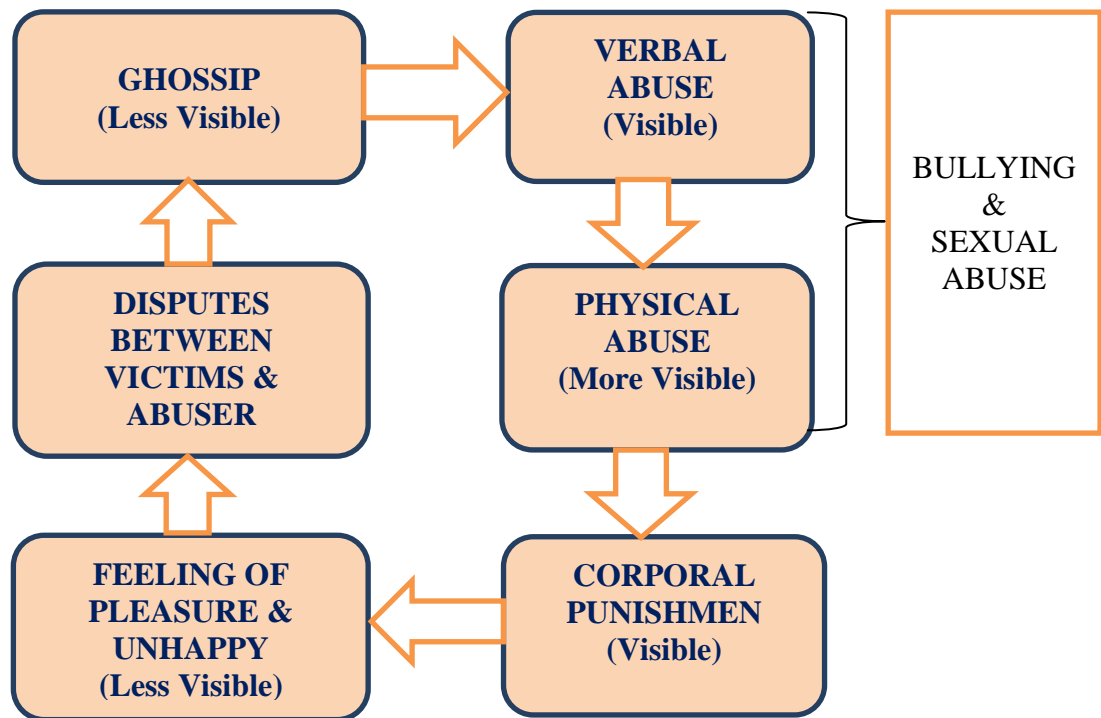 GHOSSIP
(Less Visible)
VERBAL
ABUSE
(Visible)
BULLYING
&
SEXUAL
ABUSE
DISPUTES
BETWEEN
VICTIMS &
ABUSER
PHYSICAL
ABUSE
(More Visible)
FEELING OF
PLEASURE &
UNHAPPY
(Less Visible)
CORPORAL
PUNISHMEN
(Visible)